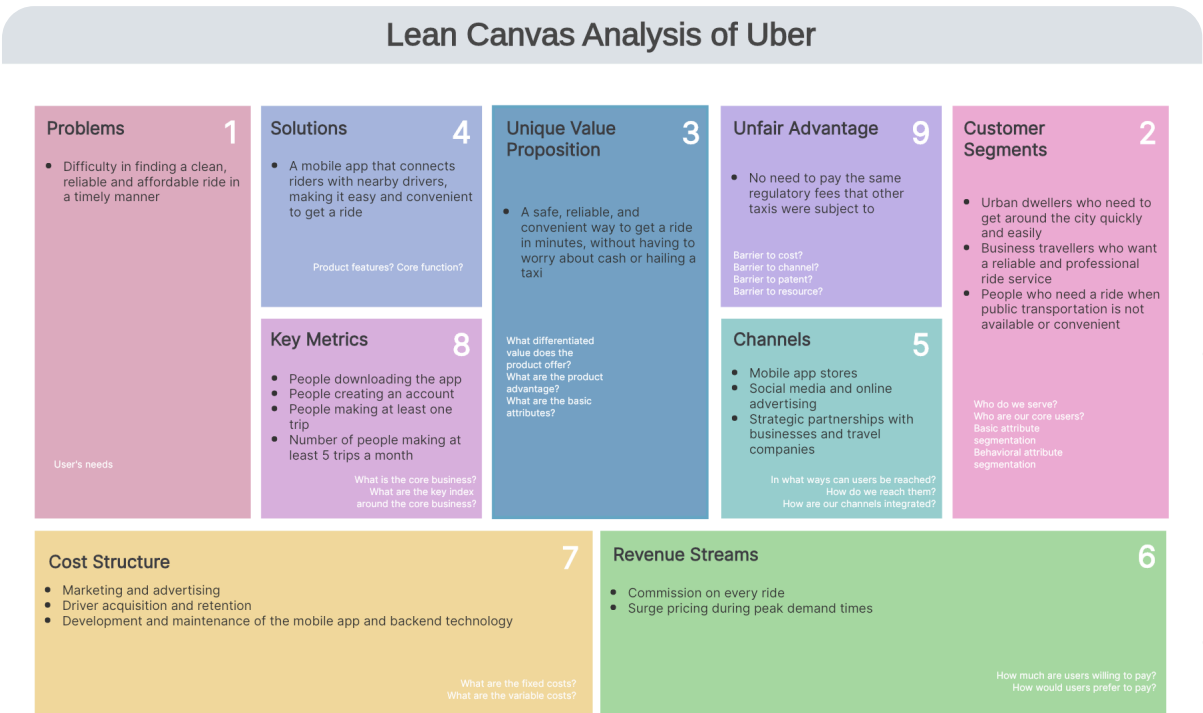 Lean Canvas Analysis of Uber
Problems
1
• Difficulty in finding a clean,
reliable and affordable ride in
a timely manner
User's needs
Solutions
4
• A mobile app that connects
riders with nearby drivers,
making it easy and convenient
to get a ride
Product features? Core function?
Key Metrics
8
• People downloading the app
• People creating an account
• People making at least one
trip
• Number of people making at
least 5 trips a month
What is the core business?
What are the key index
around the core business?
Unique Value
Proposition
3
• A safe, reliable, and
convenient way to get a ride
in minutes, without having to
worry about cash or hailing a
taxi
What differentiated
value does the
product offer?
What are the product
advantage?
What are the basic
attributes?
Unfair Advantage
9
• No need to pay the same
regulatory fees that other
taxis were subject to
Barrier to cost?
Barrier to channel?
Barrier to patent?
Barrier to resource?
Channels
5
• Mobile app stores
• Social media and online
advertising
• Strategic partnerships with
businesses and travel
companies
In what ways can users be reached?
How do we reach them?
How are our channels integrated?
Customer
Segments
2
• Urban dwellers who need to
get around the city quickly
and easily
• Business travellers who want
a reliable and professional
ride service
• People who need a ride when
public transportation is not
available or convenient
Who do we serve?
Who are our core users?
Basic attribute
segmentation
Behavioral attribute
segmentation
Cost Structure
7
• Marketing and advertising
• Driver acquisition and retention
• Development and maintenance of the mobile app and backend technology
What are the fixed costs?
What are the variable costs?
Revenue Streams
6
• Commission on every ride
• Surge pricing during peak demand times
How much are users willing to pay?
How would users prefer to pay?